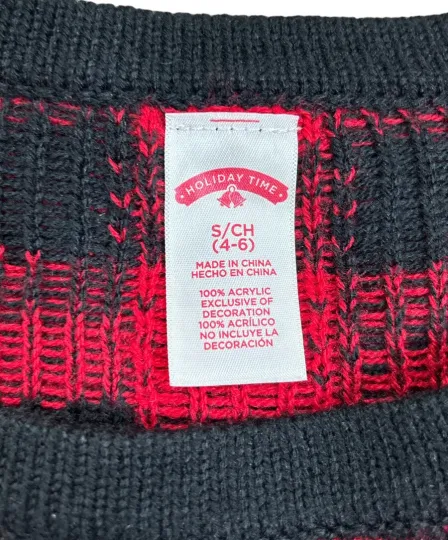 HOLIDAY TIME
S/CH
(4-6)
MADE IN CHINA
HECHO EN CHINA
100% ACRYLIC
EXCLUSIVE OF
DECORATION
100% ACRÍLICO
NO INCLUYE LA
DECORACIÓN